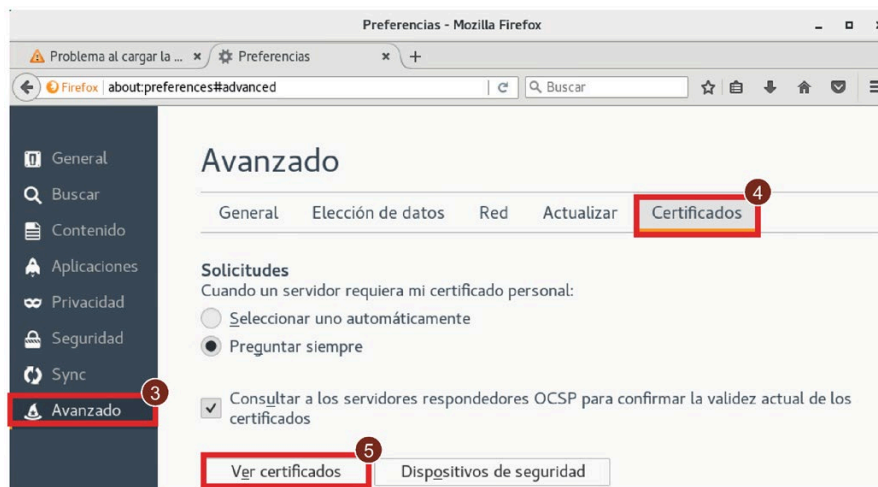 Preferencias - Mozilla Firefox
Problema al cargar la ... × Preferencias × +
Firefox about:preferences#advanced Buscar
General
Buscar
Contenido
Aplicaciones
Privacidad
Seguridad
Sync
3
Avanzado
Avanzado
4
General Elección de datos Red Actualizar Certificados
Solicitudes
Cuando un servidor requiera mi certificado personal:
Seleccionar uno automáticamente
Preguntar siempre
Consultar a los servidores respondedores OCSP para confirmar la validez actual de los
certificados
5
Ver certificados Dispositivos de seguridad